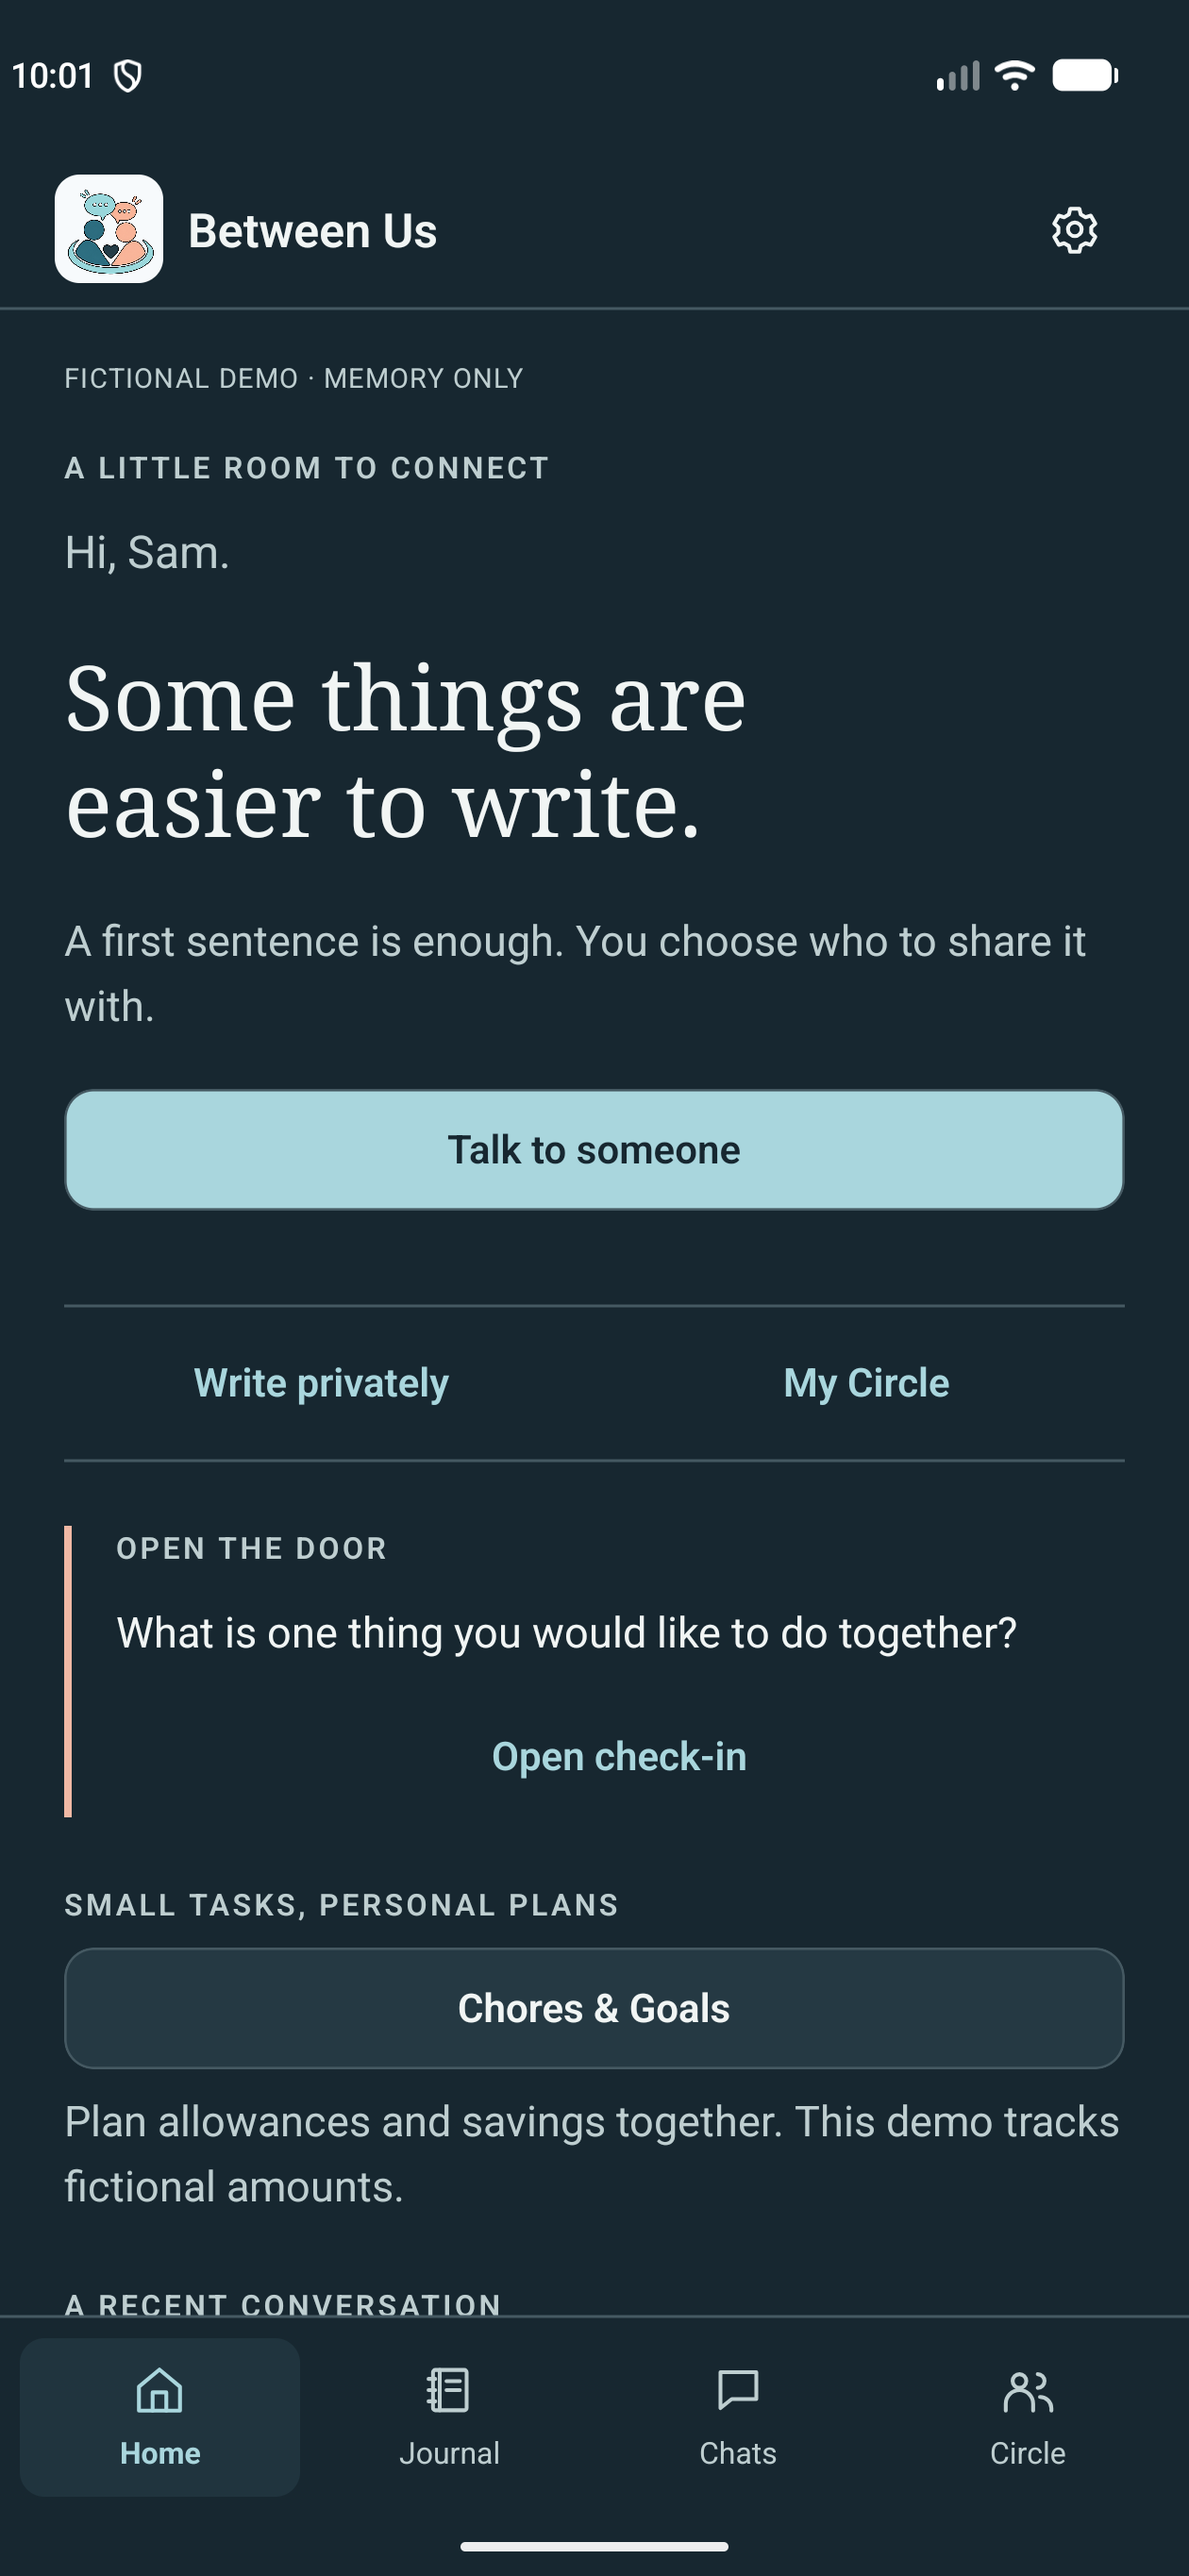 10:01
Between Us
FICTIONAL DEMO · MEMORY ONLY
A LITTLE ROOM TO CONNECT
Hi, Sam.
Some things are
easier to write.
A first sentence is enough. You choose who to share it
with.
Talk to someone
Write privately
My Circle
OPEN THE DOOR
What is one thing you would like to do together?
Open check-in
SMALL TASKS, PERSONAL PLANS
Chores & Goals
Plan allowances and savings together. This demo tracks
fictional amounts.
A RECENT CONVERSATION
Home
Journal
Chats
Circle